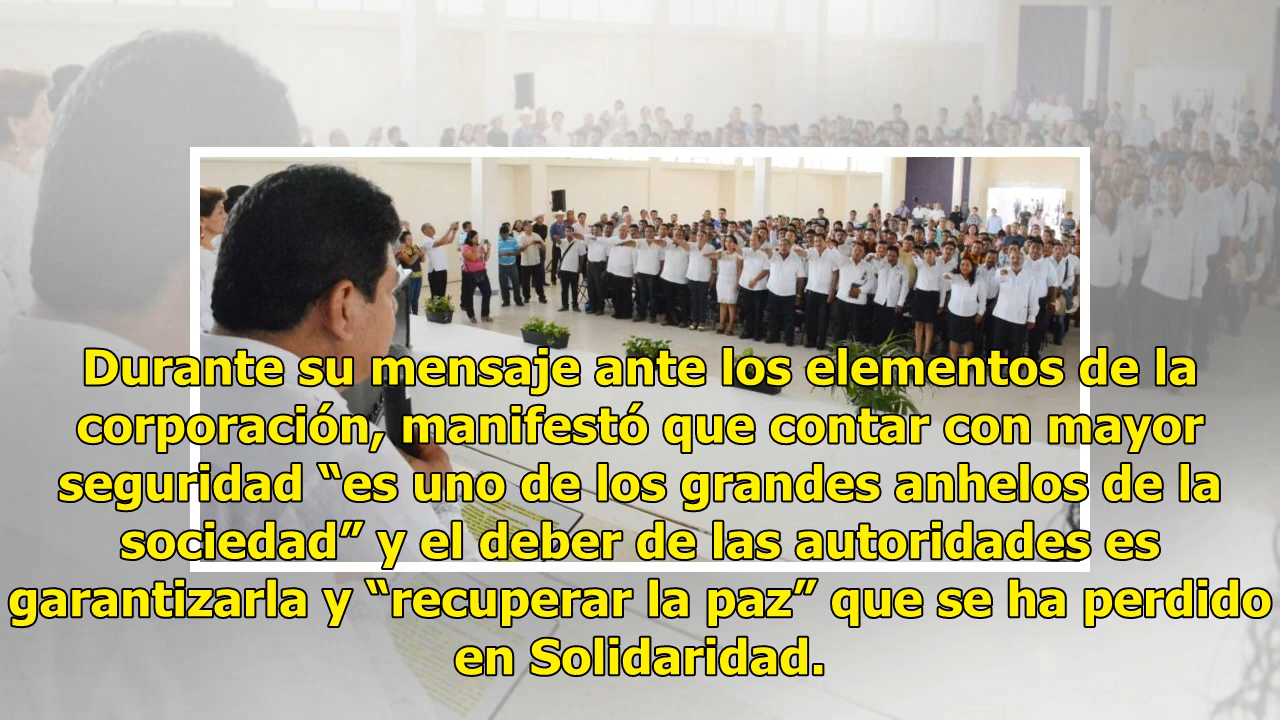 Durante su mensaje ante los elementos de la
corporación, manifestó que contar con mayor
seguridad “es uno de los grandes anhelos de la
sociedad” y el deber de las autoridades es
garantizarla y “recuperar la paz” que se ha perdido
en Solidaridad.